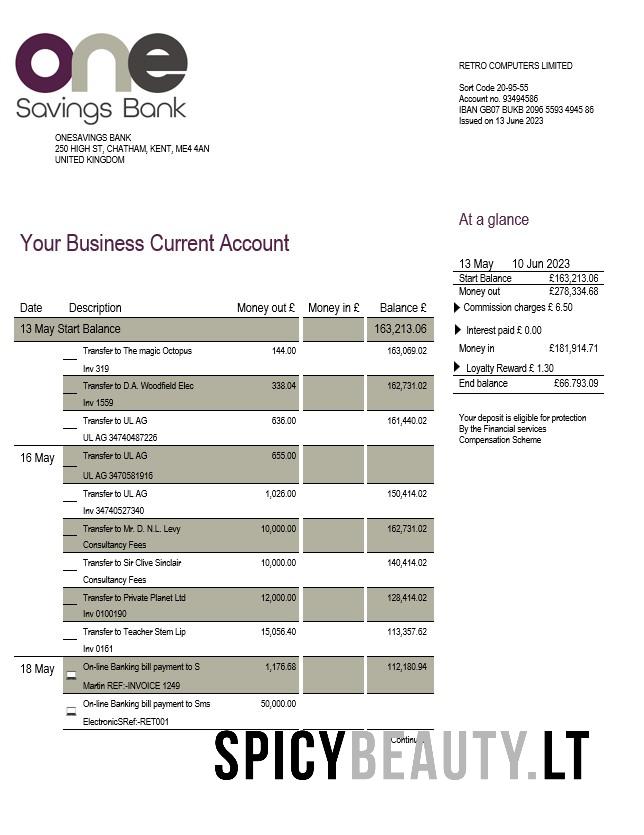 one
Savings Bank
ONESAVINGS BANK
250 HIGH ST, CHATHAM, KENT, ME4 4AN
UNITED KINGDOM
RETRO COMPUTERS LIMITED
Sort Code 20-95-55
Account no. 93494586
IBAN GB07 BUKB 2096 5593 4945 86
Issued on 13 June 2023
At a glance
13 May 10 Jun 2023
Start Balance £163,213.06
Money out £278,334.68
Commission charges £ 6.50
Interest paid £ 0.00
Money in £181,914.71
Loyalty Reward £ 1.30
End balance £66.793.09
Your deposit is eligible for protection
By the Financial services
Compensation Scheme
Your Business Current Account
Date Description Money out £ Money in £ Balance £
13 May Start Balance 163,213.06
Transfer to The magic Octopus 144.00 163,069.02
Inv 319
Transfer to D.A. Woodfield Elec 338.04 162,731.02
Inv 1559
Transfer to UL AG 636.00 161,440.02
UL AG 34740487226
16 May Transfer to UL AG 655.00
UL AG 3470581916
Transfer to UL AG 1,026.00 150,414.02
Inv 34740527340
Transfer to Mr. D. N.L. Levy 10,000.00 162,731.02
Consultancy Fees
Transfer to Sir Clive Sinclair 10,000.00 140,414.02
Consultancy Fees
Transfer to Private Planet Ltd 12,000.00 128,414.02
Inv 0100190
Transfer to Teacher Stem Lip 15,056.40 113,357.62
Inv 0161
18 May On-line Banking bill payment to S 1,176.68 112,180.94
Martin REF:-INVOICE 1249
On-line Banking bill payment to Sms 50,000.00
ElectronicSRef:-RET001
SPICYBEAUTY.LT